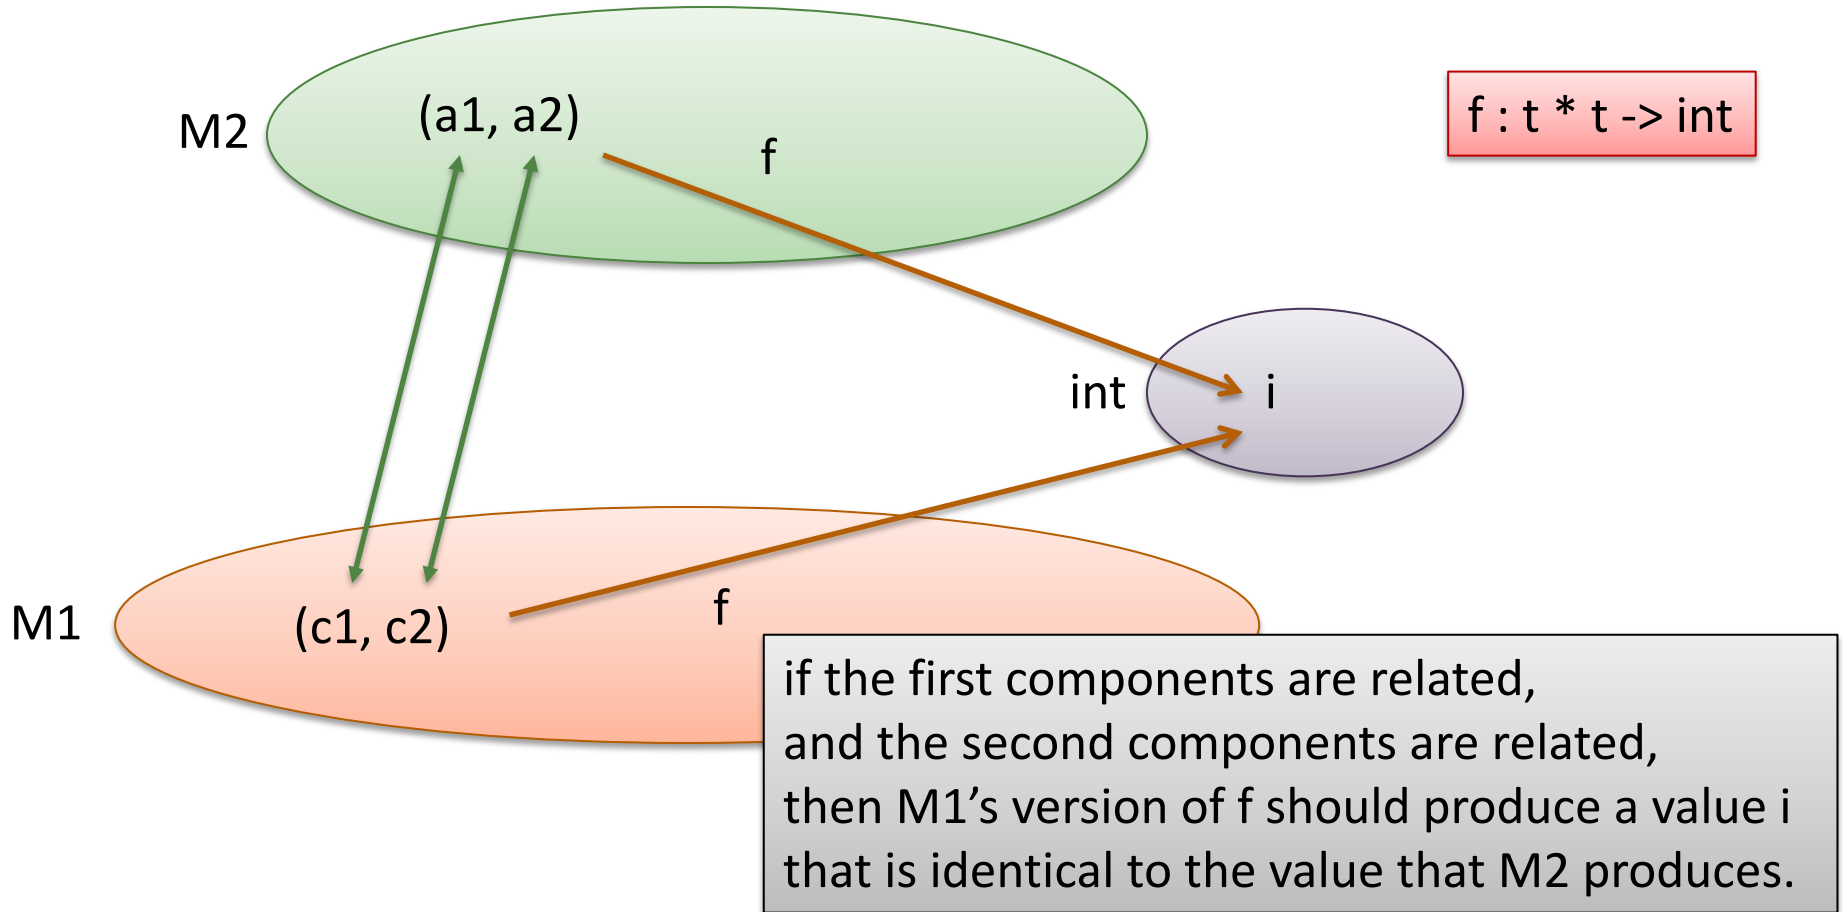 M2
(a1, a2)
f
f : t * t -> int
int
i
M1
(c1, c2)
f
if the first components are related,
and the second components are related,
then M1’s version of f should produce a value i
that is identical to the value that M2 produces.